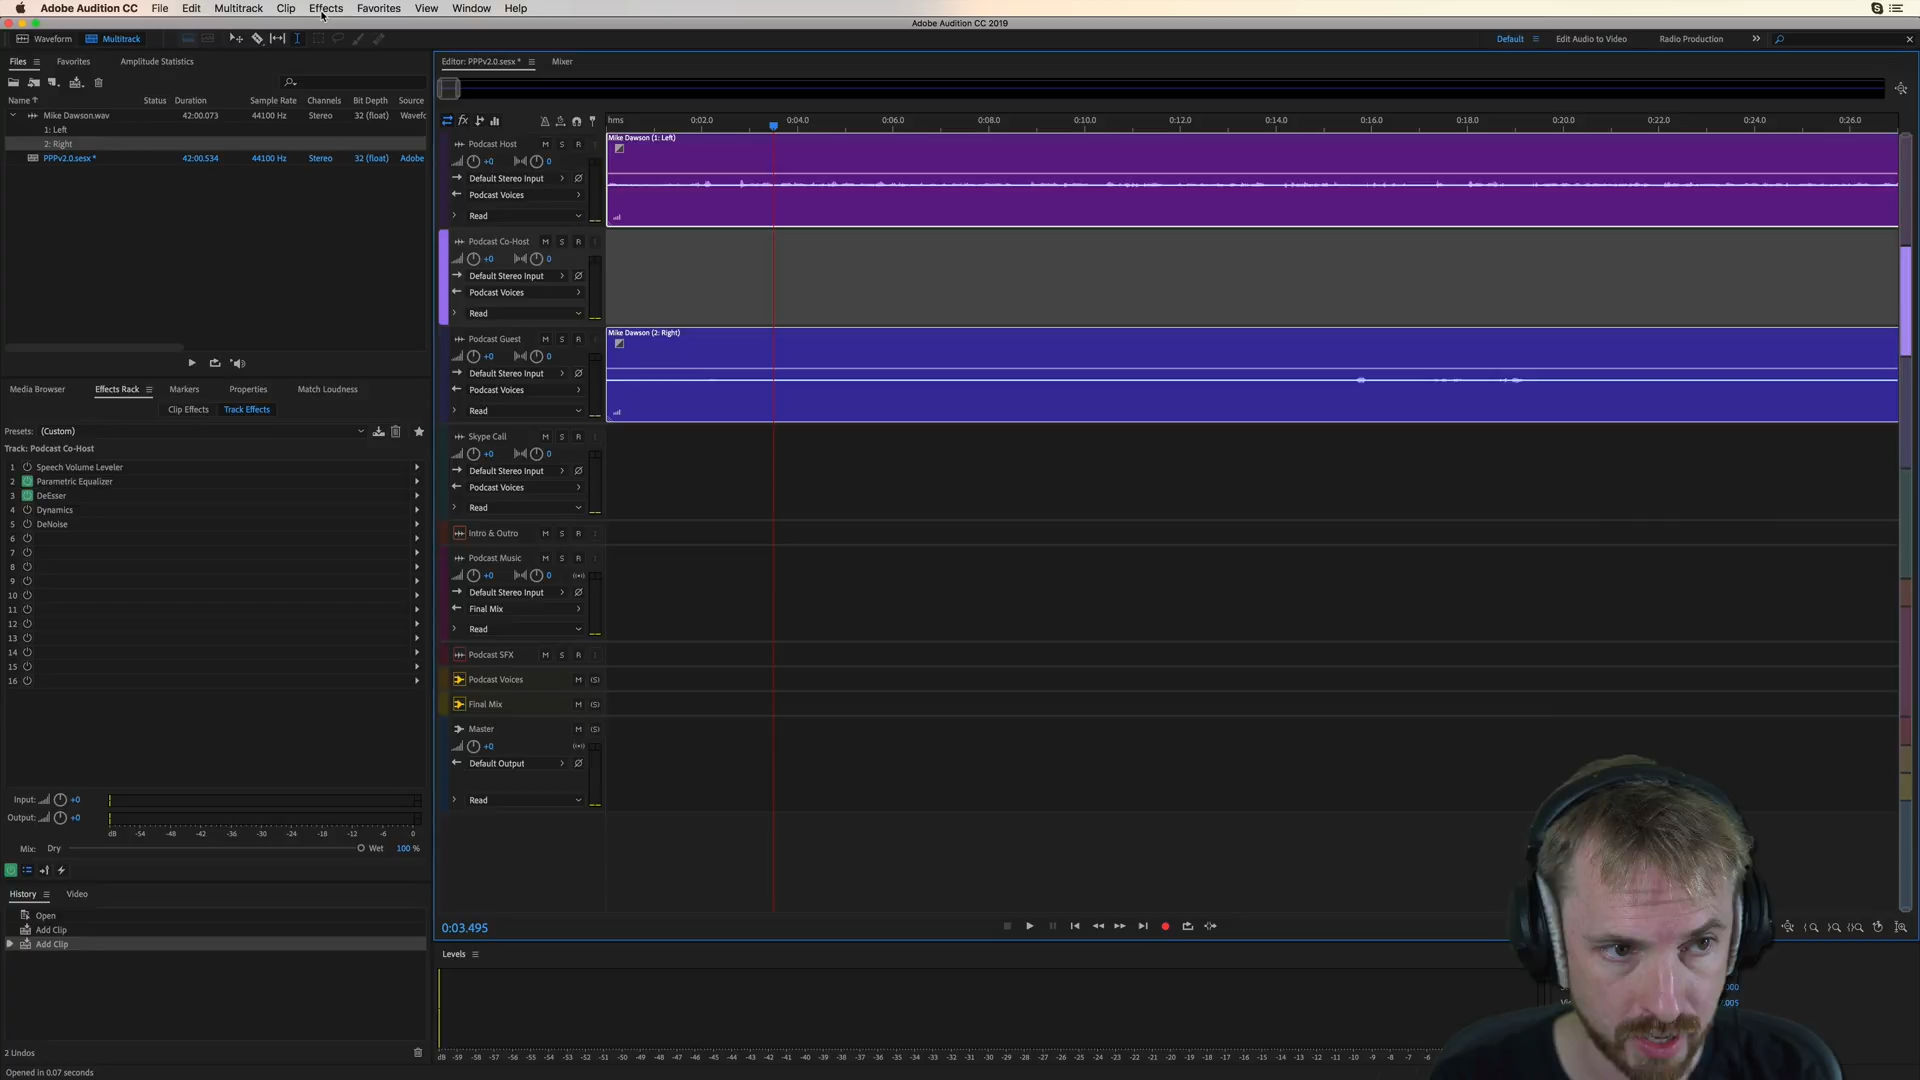 Adobe Audition CC File Edit Multitrack Clip Effects Favorites View Window Help
Adobe Audition CC 2019
Waveform Multitrack Default Edit Audio to Video Radio Production
Files Favorites Amplitude Statistics
Name Status Duration Sample Rate Channels Bit Depth Source
Mike Dawson.wav 42:00.073 44100 Hz Stereo 32 (float) Wavefo
1: Left
2: Right
PPPv2.0.sesx * 42:00.534 44100 Hz Stereo 32 (float) Adobe
Media Browser Effects Rack Markers Properties Match Loudness
Clip Effects Track Effects
Presets: (Custom)
Track: Podcast Co-Host
1 Speech Volume Leveler
2 Parametric Equalizer
3 DeEsser
4 Dynamics
5 DeNoise
6
7
8
9
10
11
12
13
14
15
16
Input: +0
Output: +0
dB -54 -48 -42 -36 -30 -24 -18 -12 -6 0
Mix: Dry Wet 100 %
History Video
Open
Add Clip
Add Clip
2 Undos
Opened in 0.07 seconds
Editor: PPPv2.0.sesx * Mixer
fx hms 0:02.0 0:04.0 0:06.0 0:08.0 0:10.0 0:12.0 0:14.0 0:16.0 0:18.0 0:20.0 0:22.0 0:24.0 0:26.0
Podcast Host M S R I
+0 0
Default Stereo Input
Podcast Voices
Read
Mike Dawson (1: Left)
Podcast Co-Host M S R I
+0 0
Default Stereo Input
Podcast Voices
Read
Podcast Guest M S R I
+0 0
Default Stereo Input
Podcast Voices
Read
Mike Dawson (2: Right)
Skype Call M S R I
+0 0
Default Stereo Input
Podcast Voices
Read
Intro & Outro M S R I
Podcast Music M S R I
+0 0
Default Stereo Input
Final Mix
Read
Podcast SFX M S R I
Podcast Voices M (S)
Final Mix M (S)
Master M (S)
+0
Default Output
Read
0:03.495
Levels
dB -59 -58 -57 -56 -55 -54 -53 -52 -51 -50 -49 -48 -47 -46 -45 -44 -43 -42 -41 -40 -39 -38 -37 -36 -35 -34 -33 -32 -31 -30 -29 -28 -27 -26 -25 -24 -23 -22 -21 -20 -19 -18 -17 -16 -15 -14 -13 -12 -11 -10 -9 -8 -7 -6